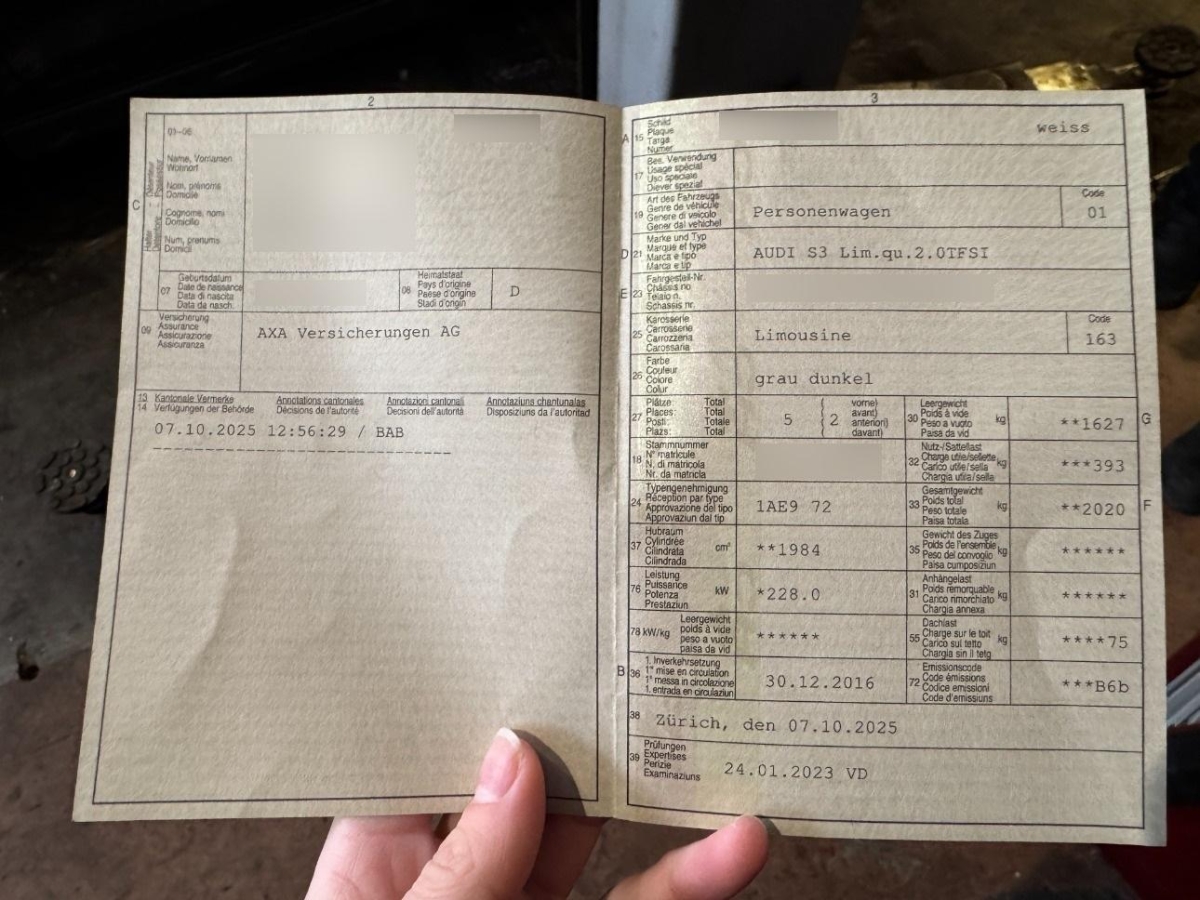 2
C
Halter Détenteur
Detentur Possessur
01-06
Name, Vornamen
Wohnort
Nom, prénoms
Domicile
Cognome, nomi
Domicilio
Num, prenums
Domicil
07
Geburtsdatum
Date de naissance
Data di nascita
Data da nasch.
08
Heimatstaat
Pays d'origine
Paese d'origine
Stadi d'origin
D
09
Versicherung
Assurance
Assicurazione
Assicuranza
AXA Versicherungen AG
13 Kantonale Vermerke Annotations cantonales Annotazioni cantonali Annotaziuns chantunalas
14 Verfügungen der Behörde Décisions de l'autorité Decisioni dell'autorità Disposiziuns da l'autoritad
07.10.2025 12:56:29 / BAB
3
A 15
Schild
Plaque
Targa
Numer
weiss
17
Bes. Verwendung
Usage spécial
Uso speciale
Diever spezial
19
Art des Fahrzeugs
Genre de véhicule
Genere di veicolo
Gener dal vehichel
Personenwagen
Code
01
D 21
Marke und Typ
Marque et type
Marca e tipo
Marca e tip
AUDI S3 Lim.qu.2.0TFSI
E 23
Fahrgestell-Nr.
Châssis no
Telaio n.
Schassis nr.
25
Karosserie
Carrosserie
Carrozzeria
Carossaria
Limousine
Code
163
26
Farbe
Couleur
Colore
Colur
grau dunkel
27
Plätze: Total
Places: Total
Posti: Totale
Plazs: Total
5 ( 2
vorne)
avant)
anteriori)
davant)
30
Leergewicht
Poids à vide
Peso a vuoto
Paisa da vid
kg
**1627
G
18
Stammnummer
N° matricule
N. di matricola
Nr. da matricla
32
Nutz-/Sattellast
Charge utile/sellette
Carico utile/sella
Chargia utila/sella
kg
***393
24
Typengenehmigung
Réception par type
Approvazione del tipo
Approvaziun dal tip
1AE9 72
33
Gesamtgewicht
Poids total
Peso totale
Paisa totala
kg
**2020
F
37
Hubraum
Cylindrée
Cilindrata
Cilindrada
cm³
**1984
35
Gewicht des Zuges
Poids de l'ensemble
Peso del convoglio
Paisa cumposiziun
kg
******
76
Leistung
Puissance
Potenza
Prestaziun
kW
*228.0
31
Anhängelast
Poids remorquable
Carico rimorchiato
Chargia annexa
kg
******
78 kW/kg
Leergewicht
poids à vide
peso a vuoto
paisa da vid
******
55
Dachlast
Charge sur le toit
Carico sul tetto
Chargia sin il tetg
kg
****75
B 36
1. Inverkehrsetzung
1re mise en circulation
1a messa in circolazione
1. entrada en circulaziun
30.12.2016
72
Emissionscode
Code émissions
Codice emissioni
Code d'emissiuns
***B6b
38
Zürich, den 07.10.2025
39
Prüfungen
Expertises
Perizie
Examinaziuns
24.01.2023 VD